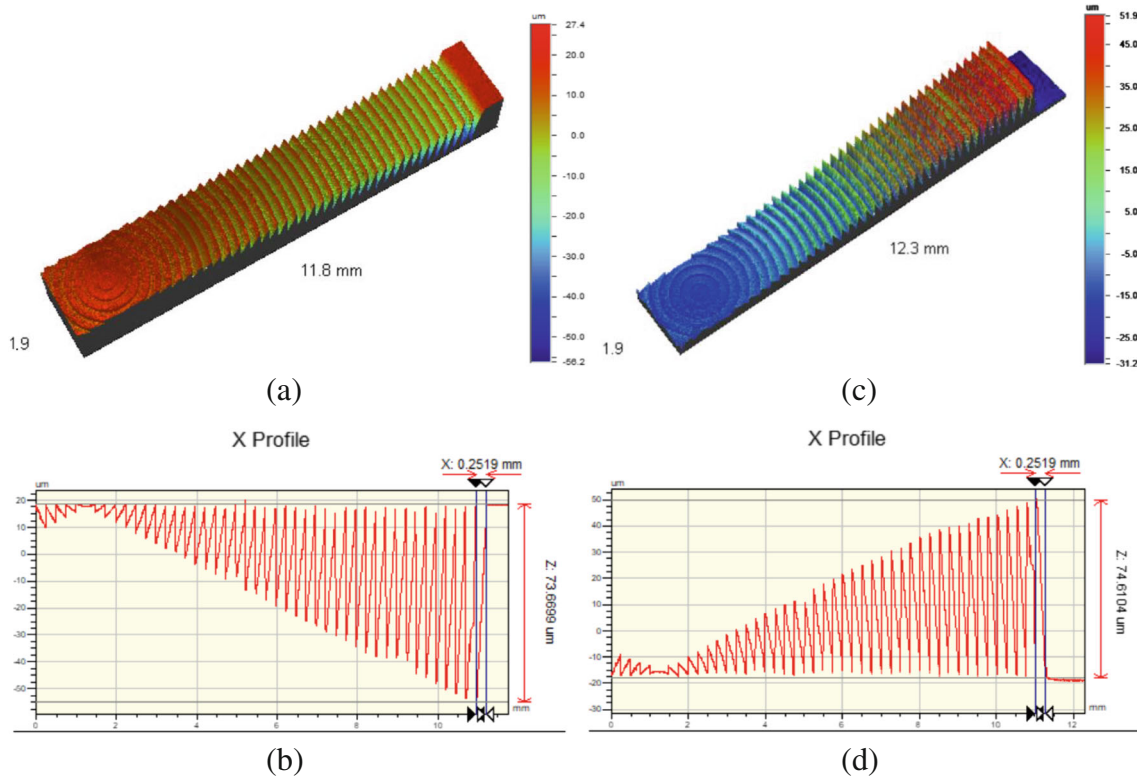 um
27.4
10.0
0.0
-10.0
-20.0
-30.0
-40.0
-50.0
-56.2
11.8 mm
1.9
(a)
um
51.9
45.0
35.0
25.0
15.0
5.0
-5.0
-15.0
-25.0
-31.2
12.3 mm
1.9
(c)
X Profile
X: 0.2519 mm
um
20
10
0
-10
-20
-30
-40
-50
0 2 4 6 8 10 mm
Z: 73.6699 um
(b)
X Profile
X: 0.2519 mm
um
50
40
30
20
10
0
-10
-20
-30
0 2 4 6 8 10 12 mm
Z: 74.6104 um
(d)